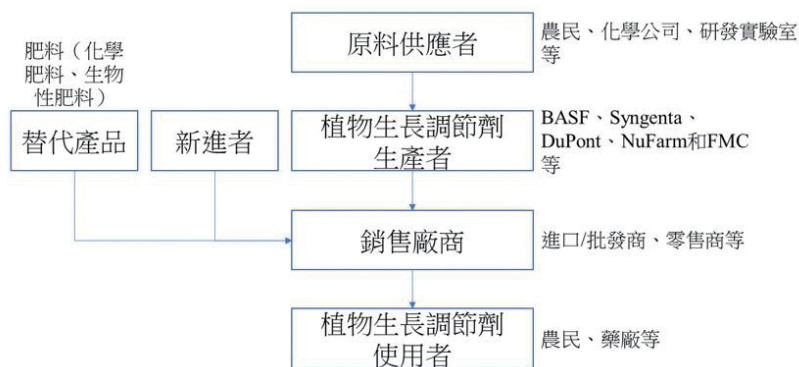 原料供應者
農民、化學公司、研發實驗室
等
肥料（化學
肥料、生物
性肥料）
替代產品
新進者
植物生長調節劑
生產者
BASF、Syngenta、
DuPont、NuFarm和FMC
等
銷售廠商
進口/批發商、零售商等
植物生長調節劑
使用者
農民、藥廠等